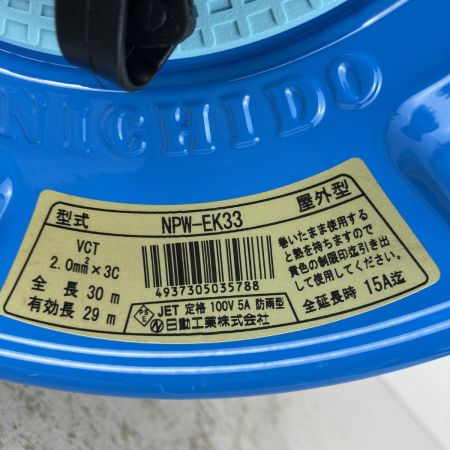 NICHIDO
型式
NPW-EK33
屋外型
VCT
2.0mm²×3C
全長 30 m
有効長 29 m
4937305035788
巻いたまま使用する
と熱を持ちますので
黄色の制限印迄引き出
して使用してください。
全延長時 15A迄
PS E JET 定格 100V 5A 防雨型
日動工業株式会社